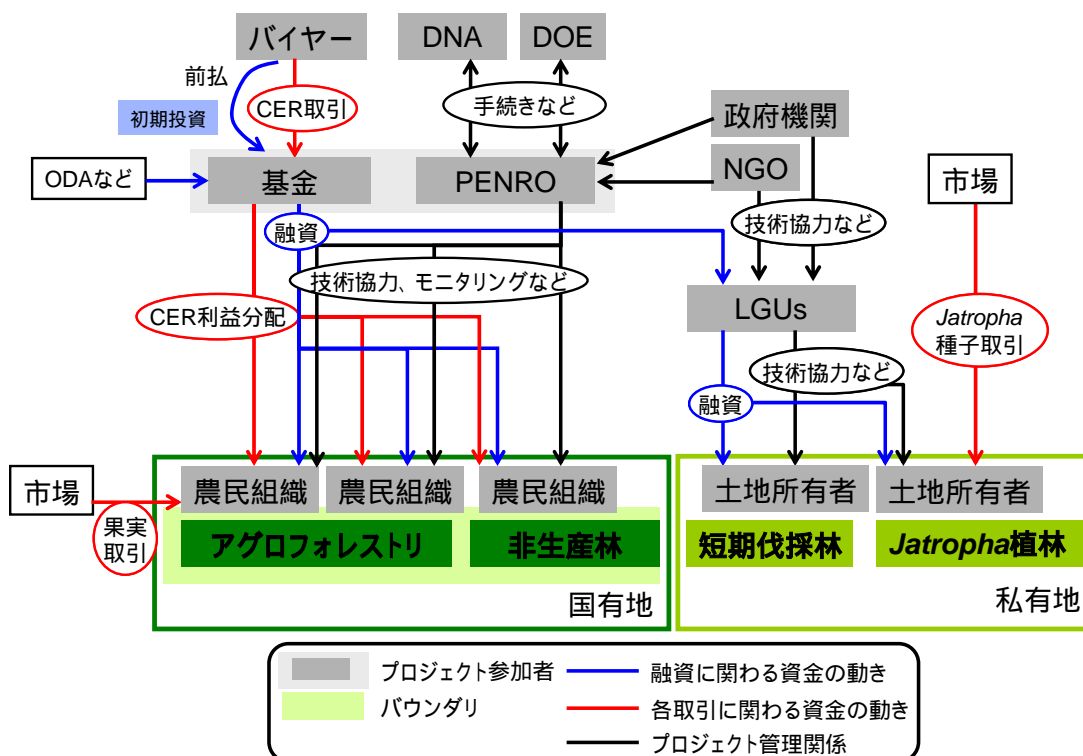 バイヤー
DNA
DOE
前払
初期投資
CER取引
手続きなど
政府機関
NGO
市場
ODAなど
基金
PENRO
融資
技術協力など
技術協力、モニタリングなど
CER利益分配
LGUs
Jatropha
種子取引
技術協力など
融資
市場
果実
取引
農民組織
農民組織
農民組織
土地所有者
土地所有者
アグロフォレストリ
非生産林
短期伐採林
Jatropha植林
国有地
私有地
プロジェクト参加者
融資に関わる資金の動き
バウンダリ
各取引に関わる資金の動き
プロジェクト管理関係